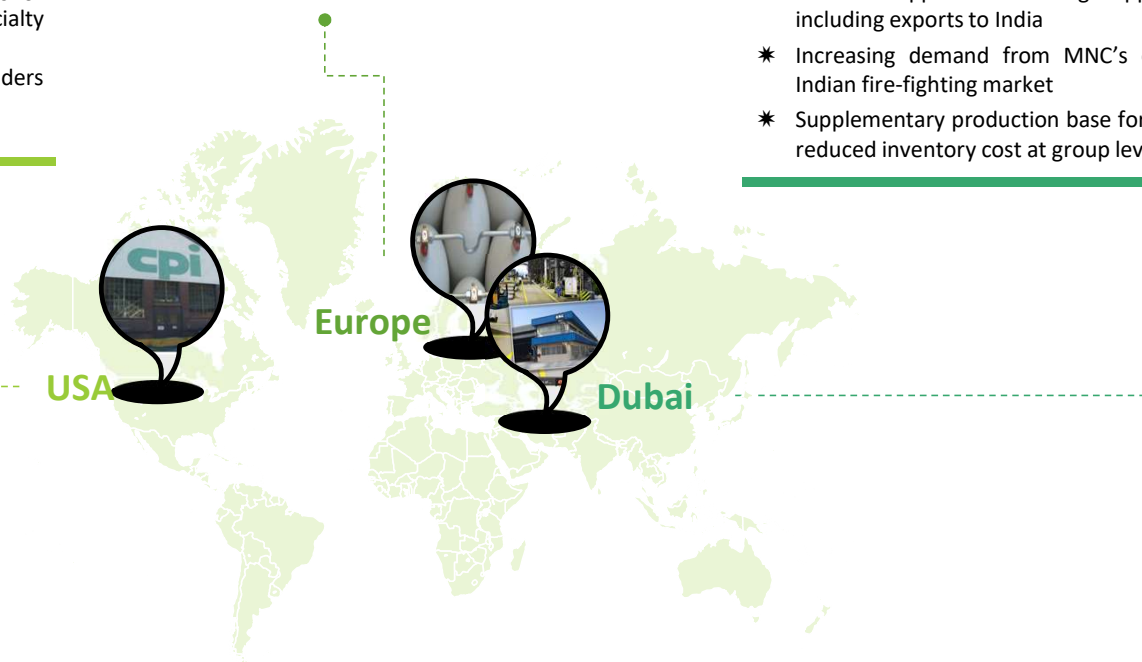 cialty
ders
including exports to India
✷ Increasing demand from MNC's
Indian fire-fighting market
✷ Supplementary production base for
reduced inventory cost at group lev
cpi
Europe
USA
Dubai